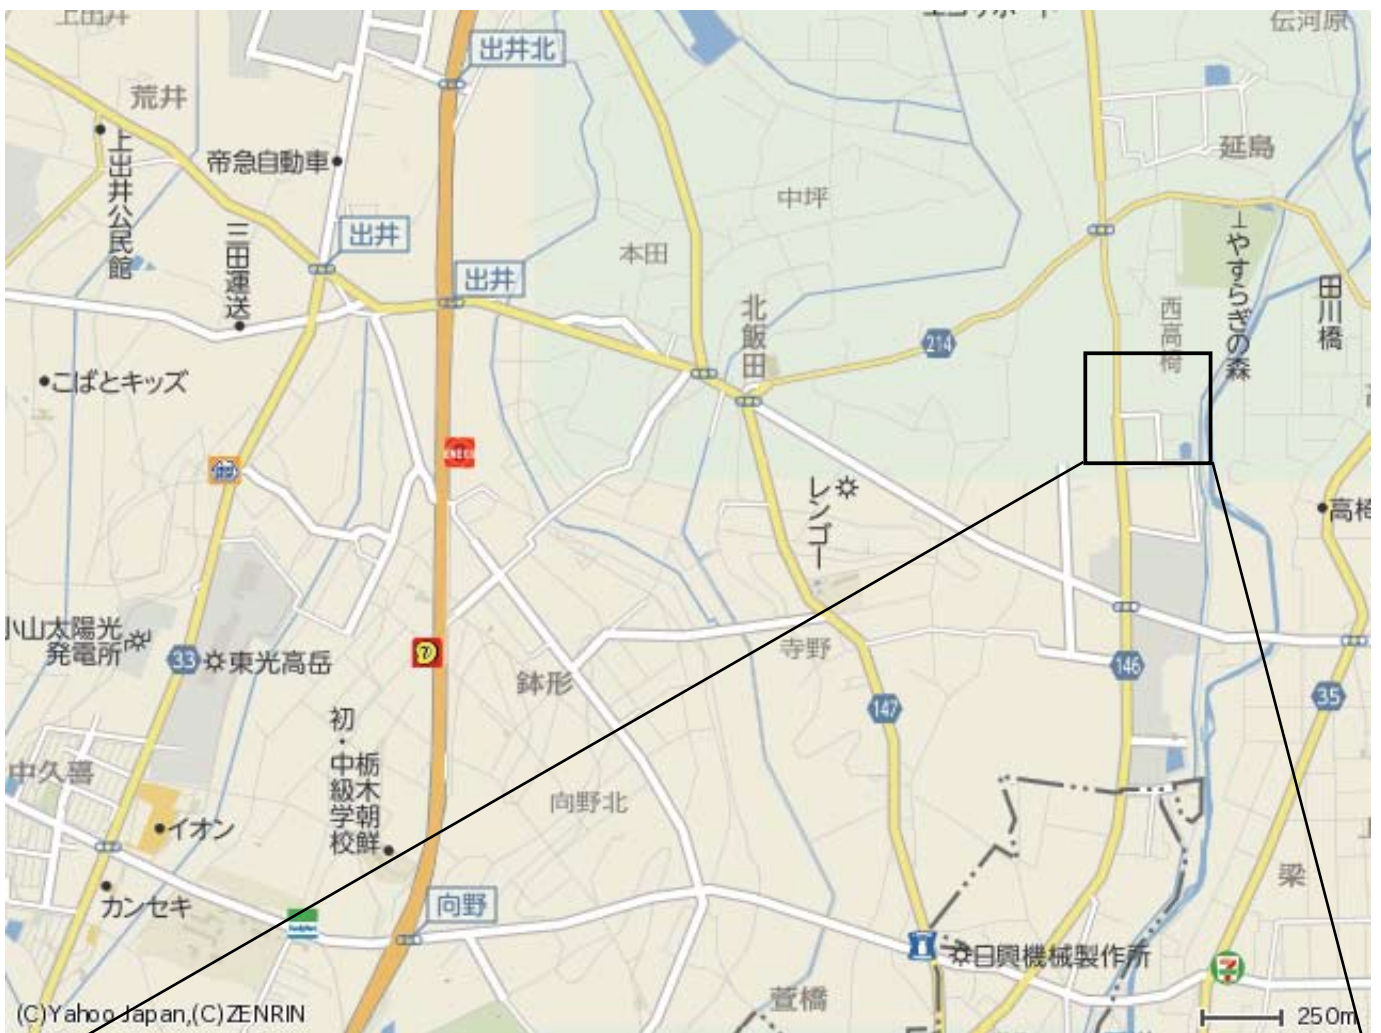 上出井
伝河原
出井北
荒井
上出井公民館
帝急自動車
延島
中坪
三田運送
出井
本田
出井
⊥やすらぎの森
田川橋
北飯田
西高椅
214
こばとキッズ
ENEOS
レンゴー
高椅
小山太陽光
発電所
33
東光高岳
寺野
146
鉢形
147
35
初・中級学校
栃木朝鮮
中久喜
向野北
イオン
梁
カンセキ
向野
FamilyMart
日興機械製作所
7
萱橋
(C)Yahoo Japan,(C)ZENRIN
250m